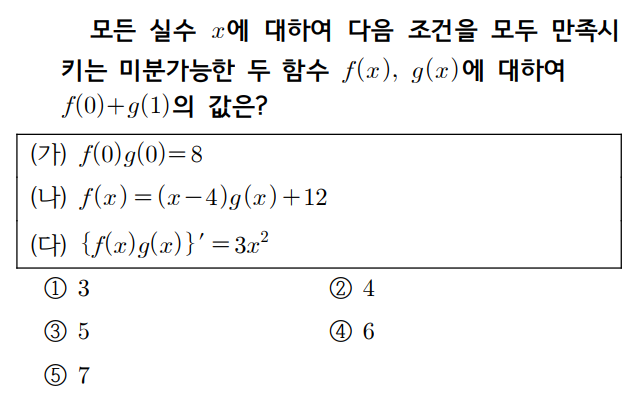 모든 실수 x에 대하여 다음 조건을 모두 만족시
키는 미분가능한 두 함수 f(x), g(x)에 대하여
f(0)+g(1)의 값은?
(가) f(0)g(0)=8
(나) f(x)=(x-4)g(x)+12
(다) {f(x)g(x)}′=3x²
① 3 ② 4
③ 5 ④ 6
⑤ 7